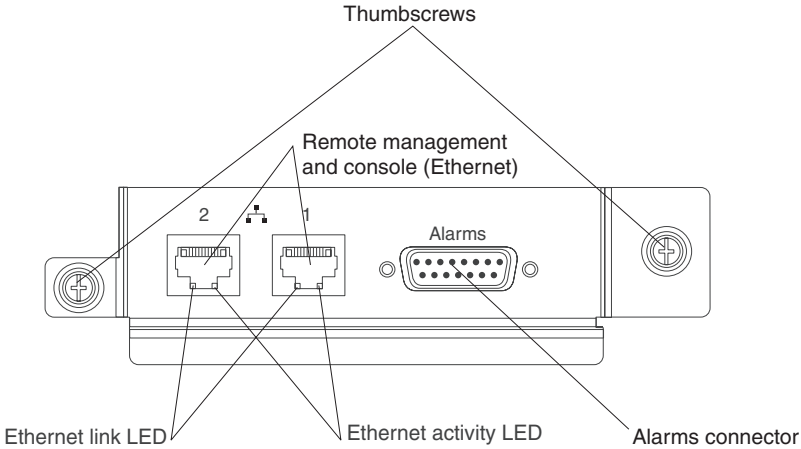 Thumbscrews
Remote management
and console (Ethernet)
2
1
Alarms
Ethernet link LED
Ethernet activity LED
Alarms connector